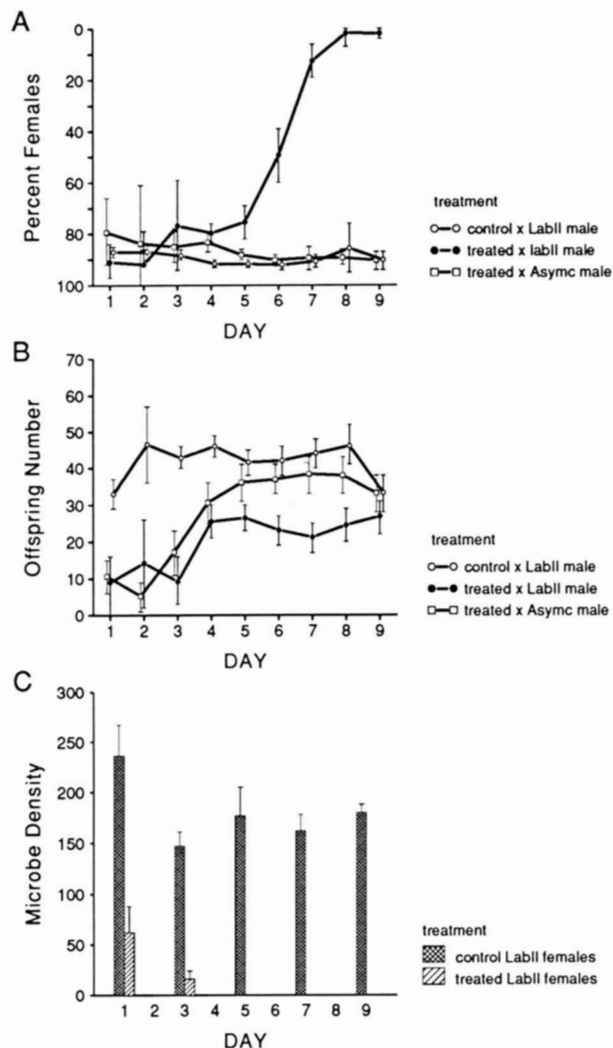 A
Percent Females
0
20
40
60
80
100
1 2 3 4 5 6 7 8 9
DAY
treatment
control x LabII male
treated x labII male
treated x Asymc male
B
Offspring Number
70
60
50
40
30
20
10
0
1 2 3 4 5 6 7 8 9
DAY
treatment
control x LabII male
treated x LabII male
treated x Asymc male
C
Microbe Density
300
250
200
150
100
50
0
1 2 3 4 5 6 7 8 9
DAY
treatment
control LabII females
treated LabII females